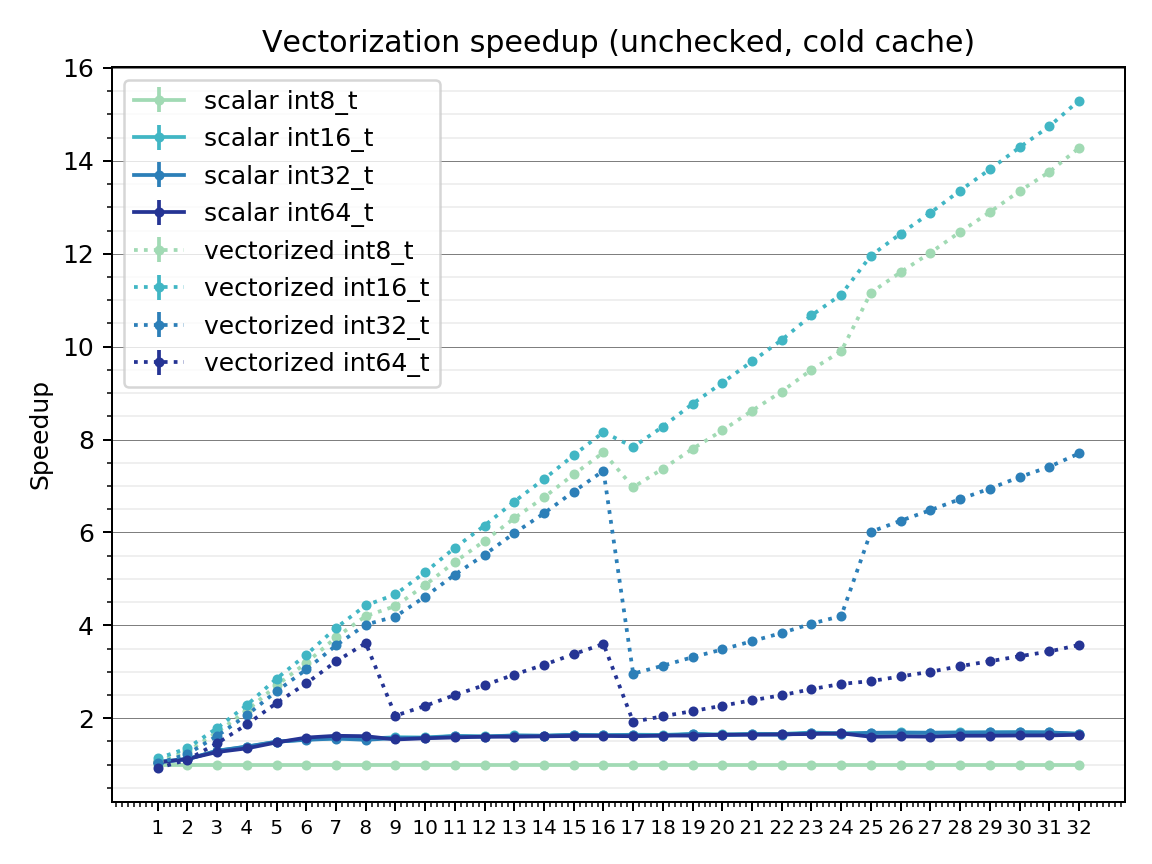 Vectorization speedup (unchecked, cold cache)
16
14
12
10
8
6
4
2
Speedup
scalar int8_t
scalar int16_t
scalar int32_t
scalar int64_t
vectorized int8_t
vectorized int16_t
vectorized int32_t
vectorized int64_t
1 2 3 4 5 6 7 8 9 10 11 12 13 14 15 16 17 18 19 20 21 22 23 24 25 26 27 28 29 30 31 32